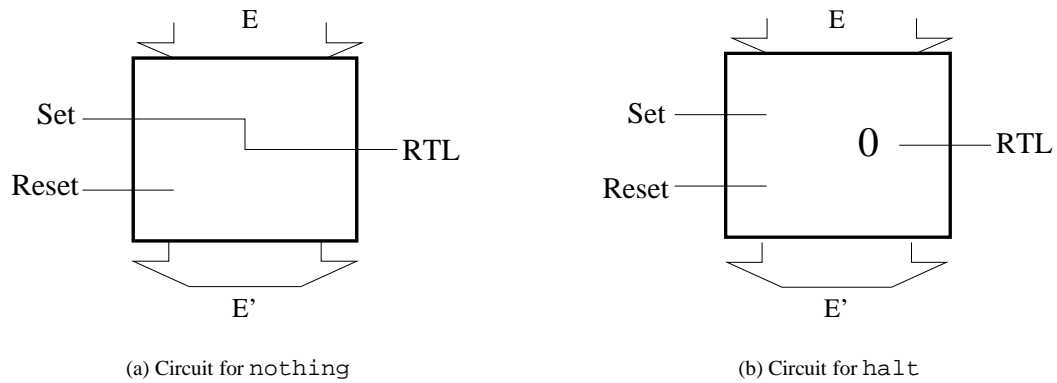 E
Set
RTL
Reset
E’
(a) Circuit for nothing
E
Set
0
RTL
Reset
E’
(b) Circuit for halt